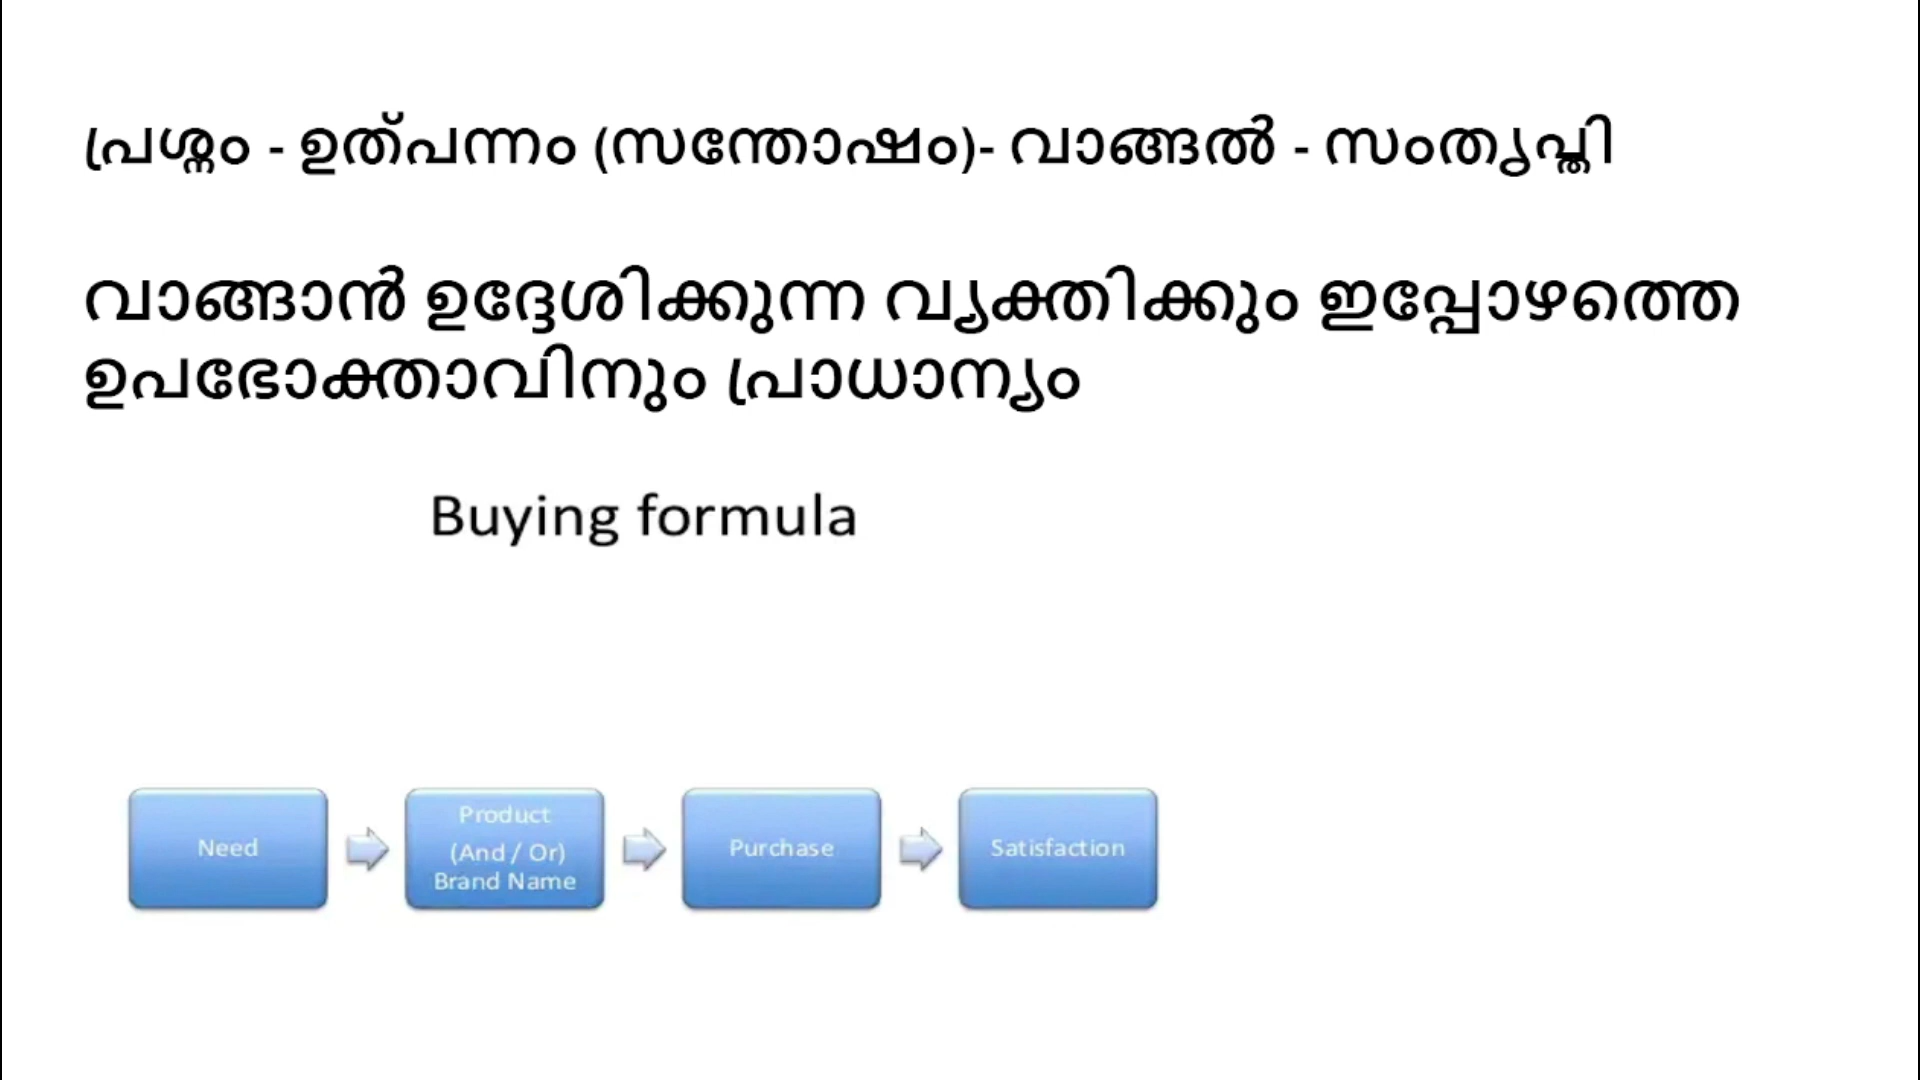 പ്രശ്നം - ഉത്പന്നം (സന്തോഷം)- വാങ്ങൽ - സംതൃപ്തി
വാങ്ങാൻ ഉദ്ദേശിക്കുന്ന വ്യക്തിക്കും ഇപ്പോഴത്തെ
ഉപഭോക്താവിനും പ്രാധാന്യം
Buying formula
Need
Product
(And / Or)
Brand Name
Purchase
Satisfaction